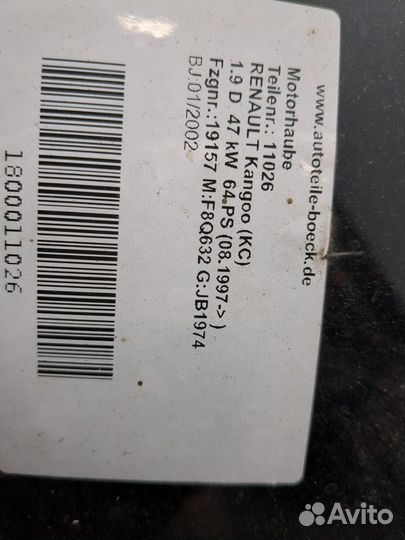 www.autoteile-boeck.de
Motorhaube
Teilenr.: 11026
RENAULT Kangoo (KC)
1.9 D 47 kW 64 PS (08.1997-> )
Fzgnr.:19157 M:F8Q632 G:JB1974
BJ:01/2002
1800011026
Avito